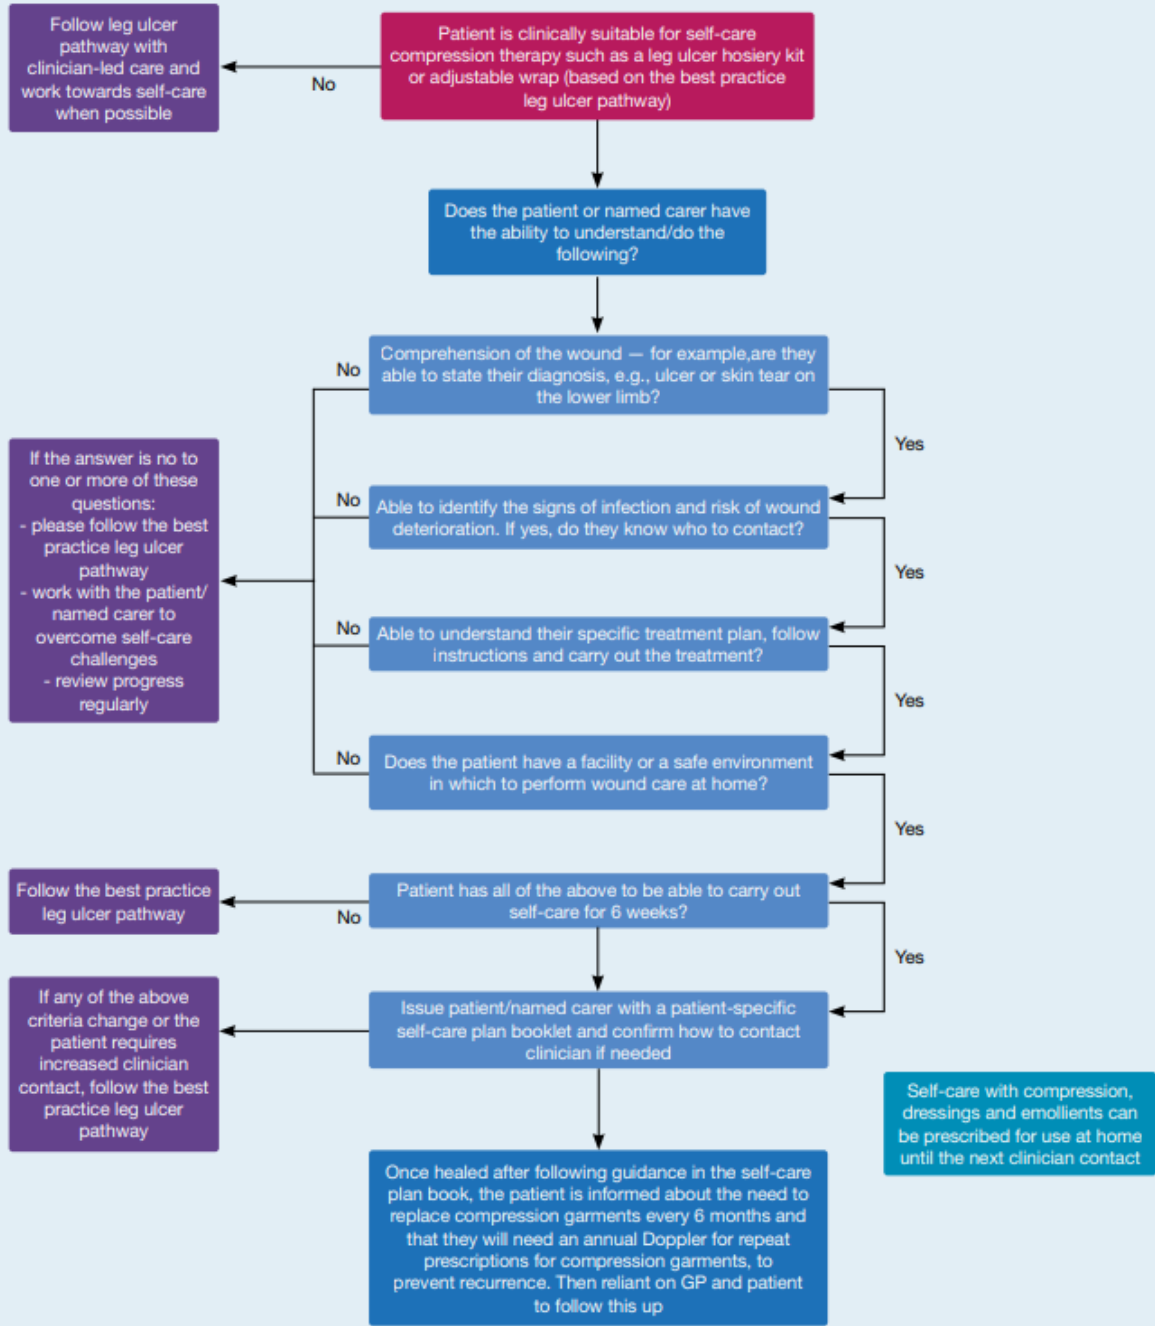 Follow leg ulcer
pathway with
clinician-led care and
work towards self-care
when possible
No
Patient is clinically suitable for self-care
compression therapy such as a leg ulcer hosiery kit
or adjustable wrap (based on the best practice
leg ulcer pathway)
Does the patient or named carer have
the ability to understand/do the
following?
No
Comprehension of the wound — for example,are they
able to state their diagnosis, e.g., ulcer or skin tear on
the lower limb?
Yes
If the answer is no to
one or more of these
questions:
- please follow the best
practice leg ulcer
pathway
- work with the patient/
named carer to
overcome self-care
challenges
- review progress
regularly
No
Able to identify the signs of infection and risk of wound
deterioration. If yes, do they know who to contact?
Yes
No
Able to understand their specific treatment plan, follow
instructions and carry out the treatment?
Yes
No
Does the patient have a facility or a safe environment
in which to perform wound care at home?
Yes
Follow the best practice
leg ulcer pathway
No
Patient has all of the above to be able to carry out
self-care for 6 weeks?
Yes
If any of the above
criteria change or the
patient requires
increased clinician
contact, follow the best
practice leg ulcer
pathway
Issue patient/named carer with a patient-specific
self-care plan booklet and confirm how to contact
clinician if needed
Self-care with compression,
dressings and emollients can
be prescribed for use at home
until the next clinician contact
Once healed after following guidance in the self-care
plan book, the patient is informed about the need to
replace compression garments every 6 months and
that they will need an annual Doppler for repeat
prescriptions for compression garments, to
prevent recurrence. Then reliant on GP and patient
to follow this up